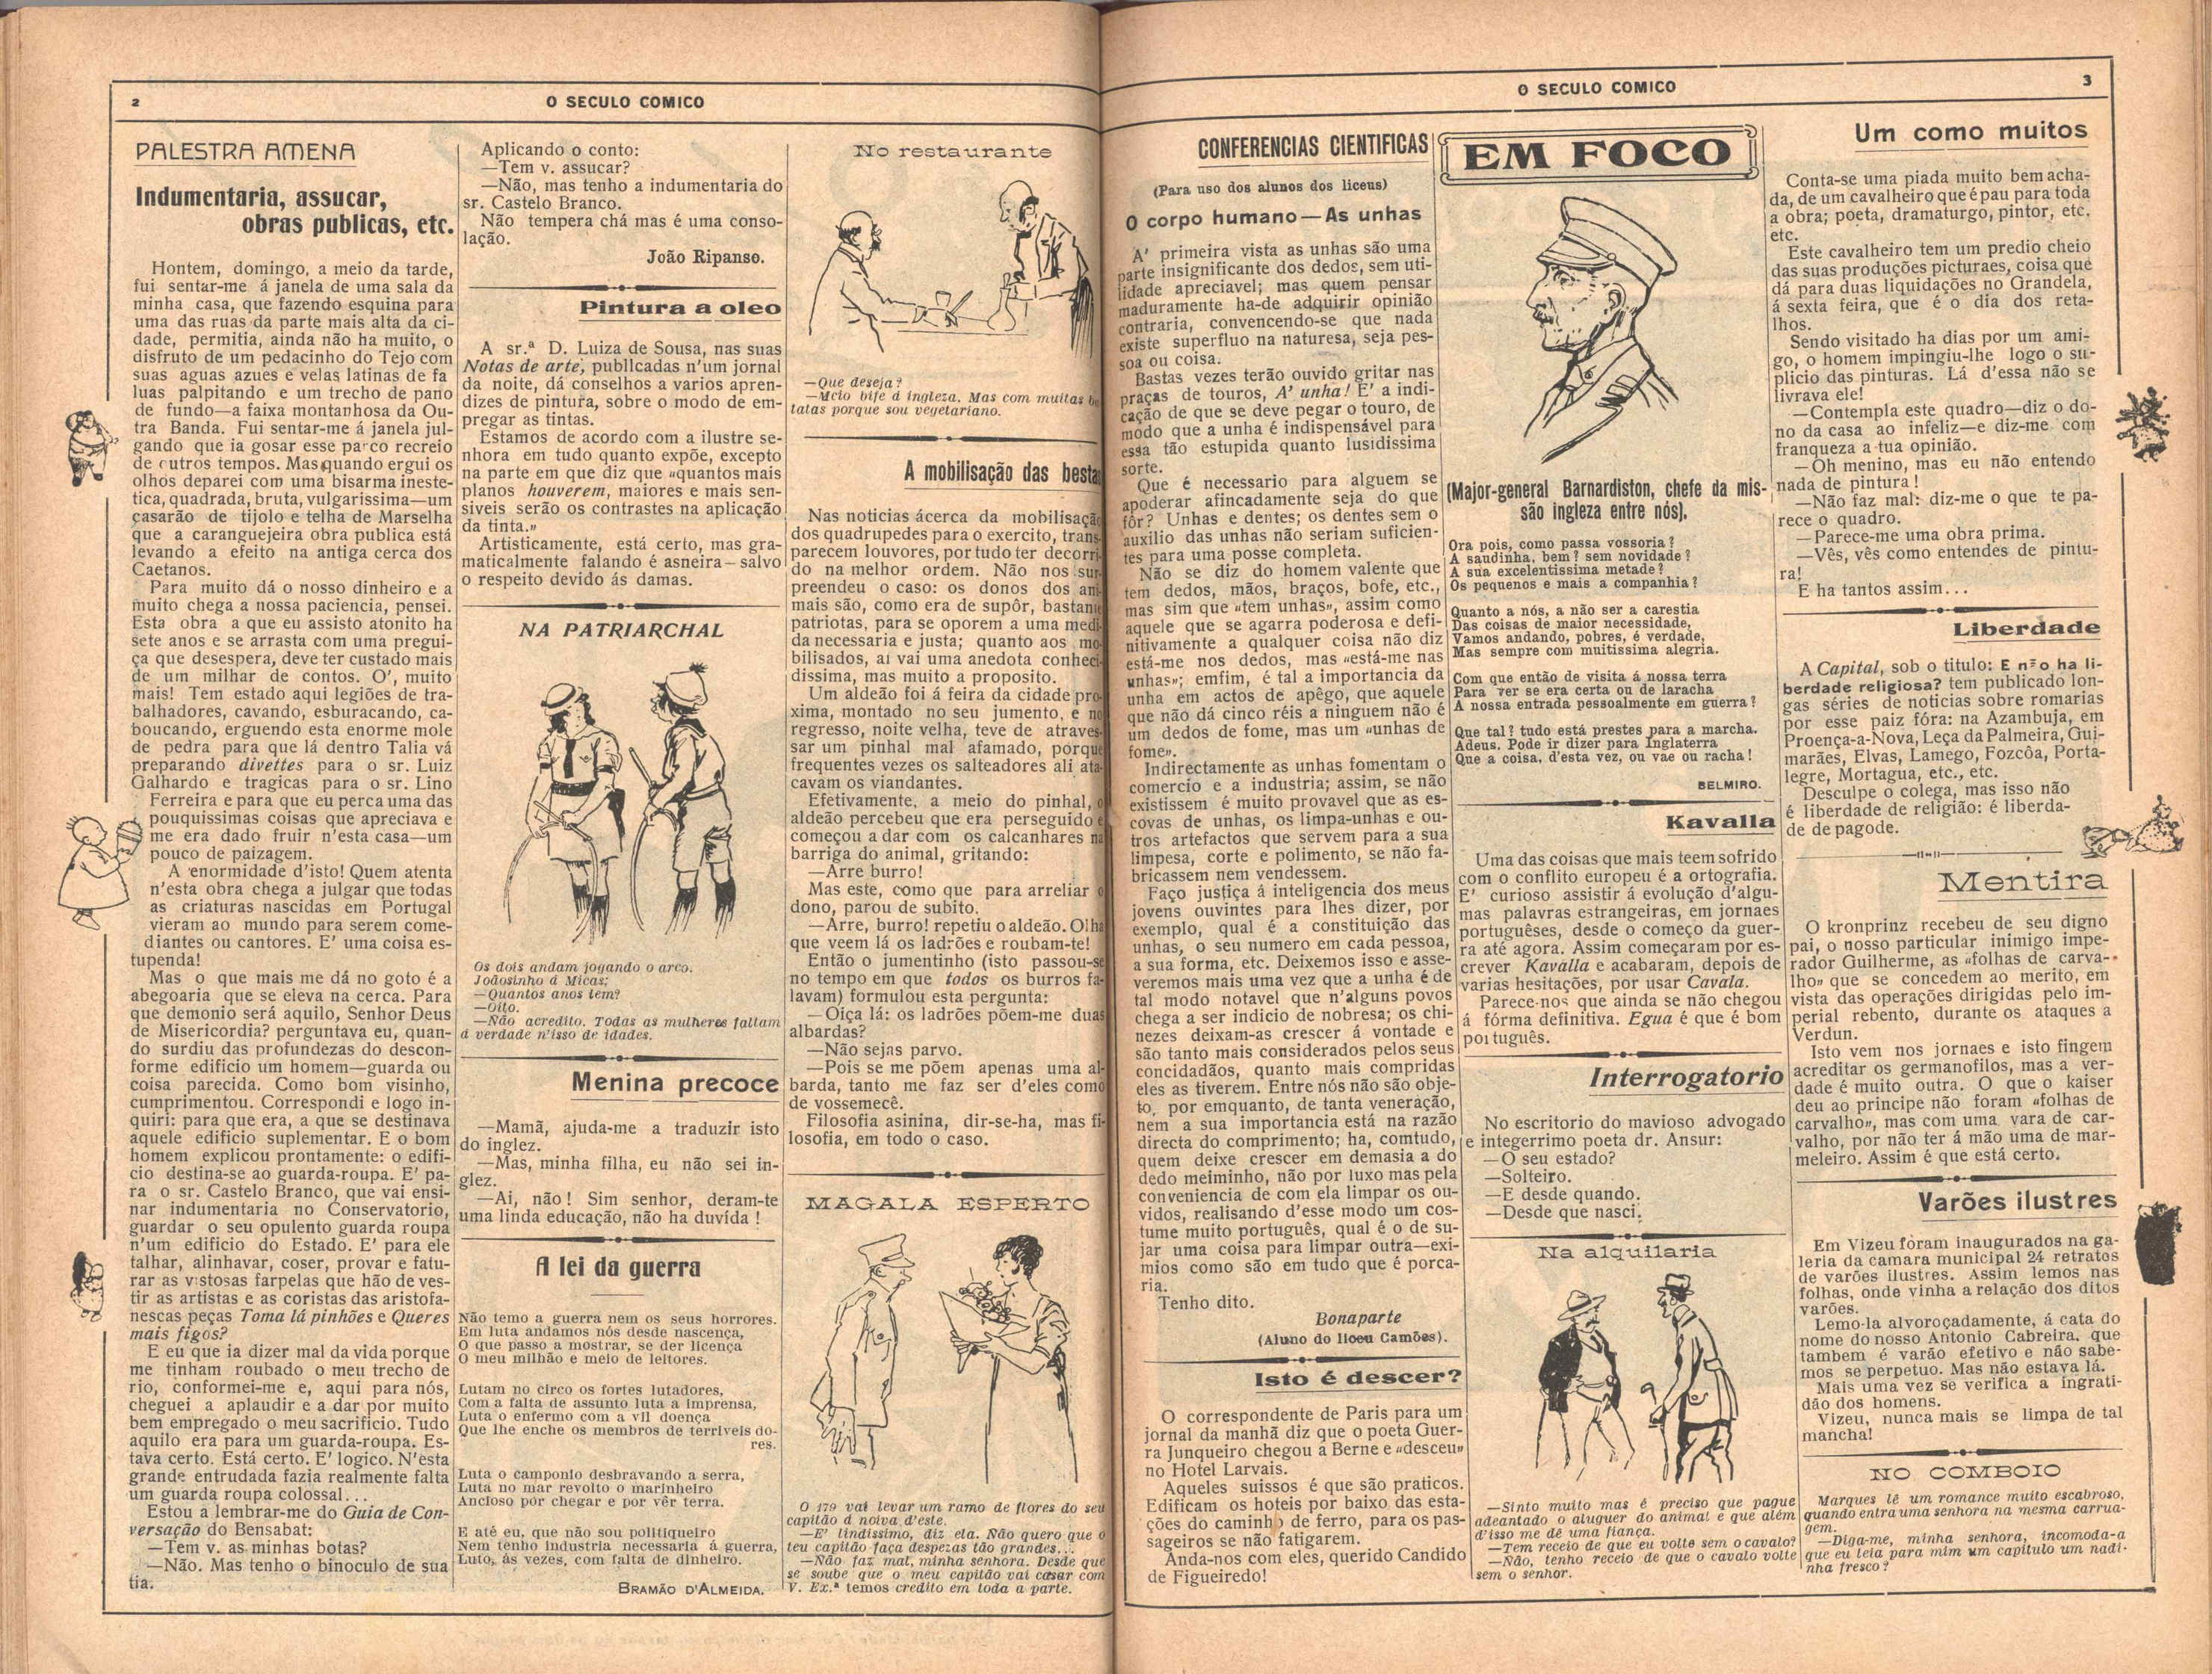 2
O SECULO COMICO
PALESTRA AMENA
Indumentaria, assucar,
obras publicas, etc.
Hontem, domingo, a meio da tarde,
fui sentar-me á janela de uma sala da
minha casa, que fazendo esquina para
uma das ruas da parte mais alta da ci-
dade, permitia, ainda não ha muito, o
disfruto de um pedacinho do Tejo com
suas aguas azues e velas latinas de fa
luas palpitando e um trecho de pano
de fundo—a faixa montanhosa da Ou-
tra Banda. Fui sentar-me á janela jul-
gando que ia gosar esse parco recreio
de outros tempos. Mas quando ergui os
olhos deparei com uma bisarma ineste-
tica, quadrada, bruta, vulgarissima—um
casarão de tijolo e telha de Marselha
que a caranguejeira obra publica está
levando a efeito na antiga cerca dos
Caetanos.
Para muito dá o nosso dinheiro e a
muito chega a nossa paciencia, pensei.
Esta obra a que eu assisto atonito ha
sete anos e se arrasta com uma pregui-
ça que desespera, deve ter custado mais
de um milhar de contos. O', muito
mais! Tem estado aqui legiões de tra-
balhadores, cavando, esburacando, ca-
boucando, erguendo esta enorme mole
de pedra para que lá dentro Talia vá
preparando divettes para o sr. Luiz
Galhardo e tragicas para o sr. Lino
Ferreira e para que eu perca uma das
pouquissimas coisas que apreciava e
me era dado fruir n'esta casa—um
pouco de paizagem.
A enormidade d'isto! Quem atenta
n'esta obra chega a julgar que todas
as criaturas nascidas em Portugal
vieram ao mundo para serem come-
diantes ou cantores. E' uma coisa es-
tupenda!
Mas o que mais me dá no goto é a
abegoaria que se eleva na cerca. Para
que demonio será aquilo, Senhor Deus
de Misericordia? perguntava eu, quan-
do surdiu das profundezas do descon-
forme edificio um homem—guarda ou
coisa parecida. Como bom visinho,
cumprimentou. Correspondi e logo in-
quiri: para que era, a que se destinava
aquele edificio suplementar. E o bom
homem explicou prontamente: o edifi-
cio destina-se ao guarda-roupa. E' pa-
ra o sr. Castelo Branco, que vai ensi-
nar indumentaria no Conservatorio,
guardar o seu opulento guarda roupa
n'um edificio do Estado. E' para ele
talhar, alinhavar, coser, provar e fatu-
rar as vistosas farpelas que hão de ves-
tir as artistas e as coristas das aristofa-
nescas peças Toma lá pinhões e Queres
mais figos?
E eu que ia dizer mal da vida porque
me tinham roubado o meu trecho de
rio, conformei-me e, aqui para nós,
cheguei a aplaudir e a dar por muito
bem empregado o meu sacrificio. Tudo
aquilo era para um guarda-roupa. Es-
tava certo. Está certo. E' logico. N'esta
grande entrudada fazia realmente falta
um guarda roupa colossal...
Estou a lembrar-me do Guia de Con-
versação do Bensabat:
—Tem v. as minhas botas?
—Não. Mas tenho o binoculo de sua
tia.
Aplicando o conto:
—Tem v. assucar?
—Não, mas tenho a indumentaria do
sr. Castelo Branco.
Não tempera chá mas é uma conso-
lação.
João Ripanso.
Pintura a oleo
A sr.ª D. Luiza de Sousa, nas suas
Notas de arte, publlcadas n'um jornal
da noite, dá conselhos a varios apren-
dizes de pintura, sobre o modo de em-
pregar as tintas.
Estamos de acordo com a ilustre se-
nhora em tudo quanto expõe, excepto
na parte em que diz que «quantos mais
planos houverem, maiores e mais sen-
siveis serão os contrastes na aplicação
da tinta.»
Artisticamente, está certo, mas gra-
maticalmente falando é asneira—salvo
o respeito devido ás damas.
NA PATRIARCHAL
Os dois andam jogando o arco.
Joãosinho á Micas;
—Quantos anos tem?
—Oito.
—Não acredito. Todas as mulheres faltam
á verdade n'isso de idades.
Menina precoce
—Mamã, ajuda-me a traduzir isto
do inglez.
—Mas, minha filha, eu não sei in-
glez.
—Ai, não! Sim senhor, deram-te
uma linda educação, não ha duvida!
A lei da guerra
Não temo a guerra nem os seus horrores.
Em luta andamos nós desde nascença,
O que passo a mostrar, se der licença
O meu milhão e meio de leitores.
Lutam no circo os fortes lutadores,
Com a falta de assunto luta a imprensa,
Luta o enfermo com a vil doença
Que lhe enche os membros de terriveis do-
res.
Luta o camponio desbravando a serra,
Luta no mar revolto o marinheiro
Ancioso por chegar e por vêr terra.
E até eu, que não sou politiqueiro
Nem tenho industria necessaria á guerra,
Luto, ás vezes, com falta de dinheiro.
BRAMÃO D'ALMEIDA.
No restaurante
—Que deseja?
—Meio bife á ingleza. Mas com muitas ba
tatas porque sou vegetariano.
A mobilisação das bestas
Nas noticias ácerca da mobilisação
dos quadrupedes para o exercito, trans
parecem louvores, por tudo ter decorri-
do na melhor ordem. Não nos sur
preendeu o caso: os donos dos ani
mais são, como era de supôr, bastante
patriotas, para se oporem a uma medi
da necessaria e justa; quanto aos mo
bilisados, aí vai uma anedota conheci
dissima, mas muito a proposito.
Um aldeão foi á feira da cidade pro
xima, montado no seu jumento, e no
regresso, noite velha, teve de atraves
sar um pinhal mal afamado, porque
frequentes vezes os salteadores ali ata
cavam os viandantes.
Efetivamente, a meio do pinhal, o
aldeão percebeu que era perseguido e
começou a dar com os calcanhares na
barriga do animal, gritando:
—Arre burro!
Mas este, como que para arreliar o
dono, parou de subito.
—Arre, burro! repetiu o aldeão. Olha
que veem lá os ladrões e roubam-te!
Então o jumentinho (isto passou-se
no tempo em que todos os burros fa-
lavam) formulou esta pergunta:
—Oiça lá: os ladrões põem-me duas
albardas?
—Não sejas parvo.
—Pois se me põem apenas uma al-
barda, tanto me faz ser d'eles como
de vossemecê.
Filosofia asinina, dir-se-ha, mas fi-
losofia, em todo o caso.
MAGALA ESPERTO
O 179 vai levar um ramo de flores do seu
capitão á noiva d'este.
—E' lindissimo, diz ela. Não quero que o
teu capitão faça despezas tão grandes...
—Não faz mal, minha senhora. Desde que
se soube que o meu capitão vai casar com
V. Ex.ª temos credito em toda a parte.
O SECULO COMICO
3
CONFERENCIAS CIENTIFICAS
(Para uso dos alunos dos liceus)
O corpo humano—As unhas
A' primeira vista as unhas são uma
parte insignificante dos dedos, sem uti-
lidade apreciavel; mas quem pensar
maduramente ha-de adquirir opinião
contraria, convencendo-se que nada
existe superfluo na naturesa, seja pes-
soa ou coisa.
Bastas vezes terão ouvido gritar nas
praças de touros, A' unha! E' a indi-
cação de que se deve pegar o touro, de
modo que a unha é indispensável para
essa tão estupida quanto lusidissima
sorte.
Que é necessario para alguem se
apoderar afincadamente seja do que
fôr? Unhas e dentes; os dentes sem o
auxilio das unhas não seriam suficien-
tes para uma posse completa.
Não se diz do homem valente que
tem dedos, mãos, braços, bofe, etc.,
mas sim que «tem unhas», assim como
aquele que se agarra poderosa e defi-
nitivamente a qualquer coisa não diz
está-me nos dedos, mas «está-me nas
unhas»; emfim, é tal a importancia da
unha em actos de apêgo, que aquele
que não dá cinco réis a ninguem não é
um dedos de fome, mas um «unhas de
fome».
Indirectamente as unhas fomentam o
comercio e a industria; assim, se não
existissem é muito provavel que as es-
covas de unhas, os limpa-unhas e ou-
tros artefactos que servem para a sua
limpesa, corte e polimento, se não fa-
bricassem nem vendessem.
Faço justiça á inteligencia dos meus
jovens ouvintes para lhes dizer, por
exemplo, qual é a constituição das
unhas, o seu numero em cada pessoa,
a sua forma, etc. Deixemos isso e asse-
veremos mais uma vez que a unha é de
tal modo notavel que n'alguns povos
chega a ser indicio de nobresa; os chi-
nezes deixam-as crescer á vontade e
são tanto mais considerados pelos seus
concidadãos, quanto mais compridas
eles as tiverem. Entre nós não são obje-
to, por emquanto, de tanta veneração,
nem a sua importancia está na razão
directa do comprimento; ha, comtudo,
quem deixe crescer em demasia a do
dedo meiminho, não por luxo mas pela
conveniencia de com ela limpar os ou-
vidos, realisando d'esse modo um cos-
tume muito português, qual é o de su-
jar uma coisa para limpar outra—exi-
mios como são em tudo que é porca-
ria.
Tenho dito.
Bonaparte
(Aluno do liceu Camões).
Isto é descer?
O correspondente de Paris para um
jornal da manhã diz que o poeta Guer-
ra Junqueiro chegou a Berne e «desceu»
no Hotel Larvais.
Aqueles suissos é que são praticos.
Edificam os hoteis por baixo das esta-
ções do caminho de ferro, para os pas-
sageiros se não fatigarem.
Anda-nos com eles, querido Candido
de Figueiredo!
EM FOCO
(Major-general Barnardiston, chefe da mis-
são ingleza entre nós).
Ora pois, como passa vossoria?
A saudinha, bem? sem novidade?
A sua excelentissima metade?
Os pequenos e mais a companhia?
Quanto a nós, a não ser a carestia
Das coisas de maior necessidade,
Vamos andando, pobres, é verdade,
Mas sempre com muitissima alegria.
Com que então de visita á nossa terra
Para ver se era certa ou de laracha
A nossa entrada pessoalmente em guerra?
Que tal? tudo está prestes para a marcha.
Adeus. Pode ir dizer para Inglaterra
Que a coisa, d'esta vez, ou vae ou racha!
BELMIRO.
Kavalla
Uma das coisas que mais teem sofrido
com o conflito europeu é a ortografia.
E' curioso assistir á evolução d'algu-
mas palavras estrangeiras, em jornaes
portuguêses, desde o começo da guer-
ra até agora. Assim começaram por es-
crever Kavalla e acabaram, depois de
varias hesitações, por usar Cavala.
Parece-nos que ainda se não chegou
á fórma definitiva. Egua é que é bom
português.
Interrogatorio
No escritorio do mavioso advogado
e integerrimo poeta dr. Ansur:
—O seu estado?
—Solteiro.
—E desde quando.
—Desde que nasci.
Na alquilaria
—Sinto muito mas é preciso que pague
adeantado o aluguer do animal e que além
d'isso me dê uma fiança.
—Tem receio de que eu volte sem o cavalo?
—Não, tenho receio de que o cavalo volte
sem o senhor.
Um como muitos
Conta-se uma piada muito bem acha-
da, de um cavalheiro que é pau para toda
a obra; poeta, dramaturgo, pintor, etc.
etc.
Este cavalheiro tem um predio cheio
das suas produções picturaes, coisa que
dá para duas liquidações no Grandela,
á sexta feira, que é o dia dos reta-
lhos.
Sendo visitado ha dias por um ami-
go, o homem impingiu-lhe logo o su-
plicio das pinturas. Lá d'essa não se
livrava ele!
—Contempla este quadro—diz o do-
no da casa ao infeliz—e diz-me com
franqueza a tua opinião.
—Oh menino, mas eu não entendo
nada de pintura!
—Não faz mal: diz-me o que te pa-
rece o quadro.
—Parece-me uma obra prima.
—Vês, vês como entendes de pintu-
ra!
E ha tantos assim...
Liberdade
A Capital, sob o titulo: E não ha li-
berdade religiosa? tem publicado lon-
gas séries de noticias sobre romarias
por esse paiz fóra: na Azambuja, em
Proença-a-Nova, Leça da Palmeira, Gui-
marães, Elvas, Lamego, Fozcôa, Porta-
legre, Mortagua, etc., etc.
Desculpe o colega, mas isso não
é liberdade de religião: é liberda-
de de pagode.
Mentira
O kronprinz recebeu de seu digno
pai, o nosso particular inimigo impe-
rador Guilherme, as «folhas de carva-
lho» que se concedem ao merito, em
vista das operações dirigidas pelo im-
perial rebento, durante os ataques a
Verdun.
Isto vem nos jornaes e isto fingem
acreditar os germanofilos, mas a ver-
dade é muito outra. O que o kaiser
deu ao principe não foram «folhas de
carvalho», mas com uma vara de car-
valho, por não ter á mão uma de mar-
meleiro. Assim é que está certo.
Varões ilustres
Em Vizeu foram inaugurados na ga-
leria da camara municipal 24 retratos
de varões ilustres. Assim lemos nas
folhas, onde vinha a relação dos ditos
varões.
Lemo-la alvoroçadamente, á cata do
nome do nosso Antonio Cabreira, que
tambem é varão efetivo e não sabe-
mos se perpetuo. Mas não estava lá.
Mais uma vez se verifica a ingrati-
dão dos homens.
Vizeu, nunca mais se limpa de tal
mancha!
NO COMBOIO
Marques lê um romance muito escabroso,
quando entra uma senhora na mesma carrua-
gem.
—Diga-me, minha senhora, incomoda-a
que eu leia para mim um capitulo um nadi-
nha fresco?